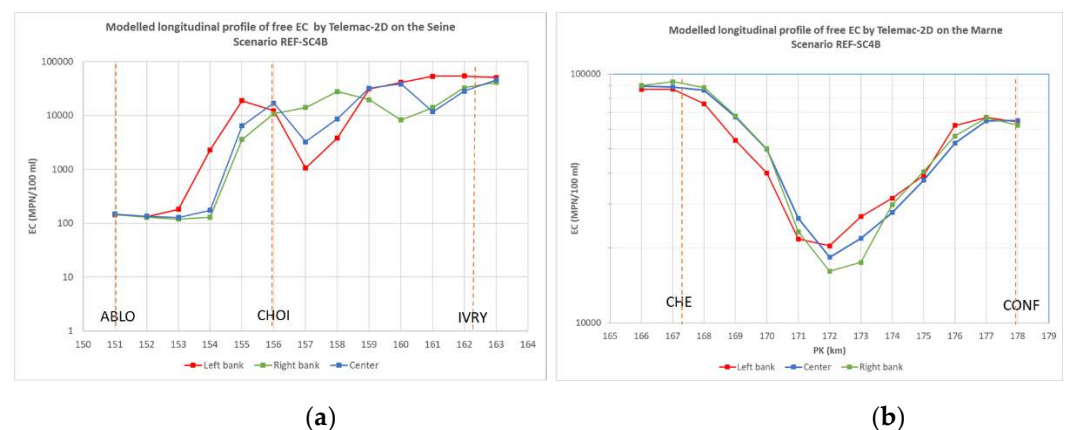 Modelled longitudinal profile of free EC by Telemac-2D on the Seine
Scenario REF-SC4B
EC (MPN/100 ml)
100000
10000
1000
100
10
1
ABLO
CHOI
IVRY
150 151 152 153 154 155 156 157 158 159 160 161 162 163 164
Left bank Right bank Center
(a)
Modelled longitudinal profile of free EC by Telemac-2D on the Marne
Scenario REF-SC4B
EC (MPN/100 ml)
100000
10000
CHE
CONF
165 166 167 168 169 170 171 172 173 174 175 176 177 178 179
PK (km)
Left bank Center Right bank
(b)